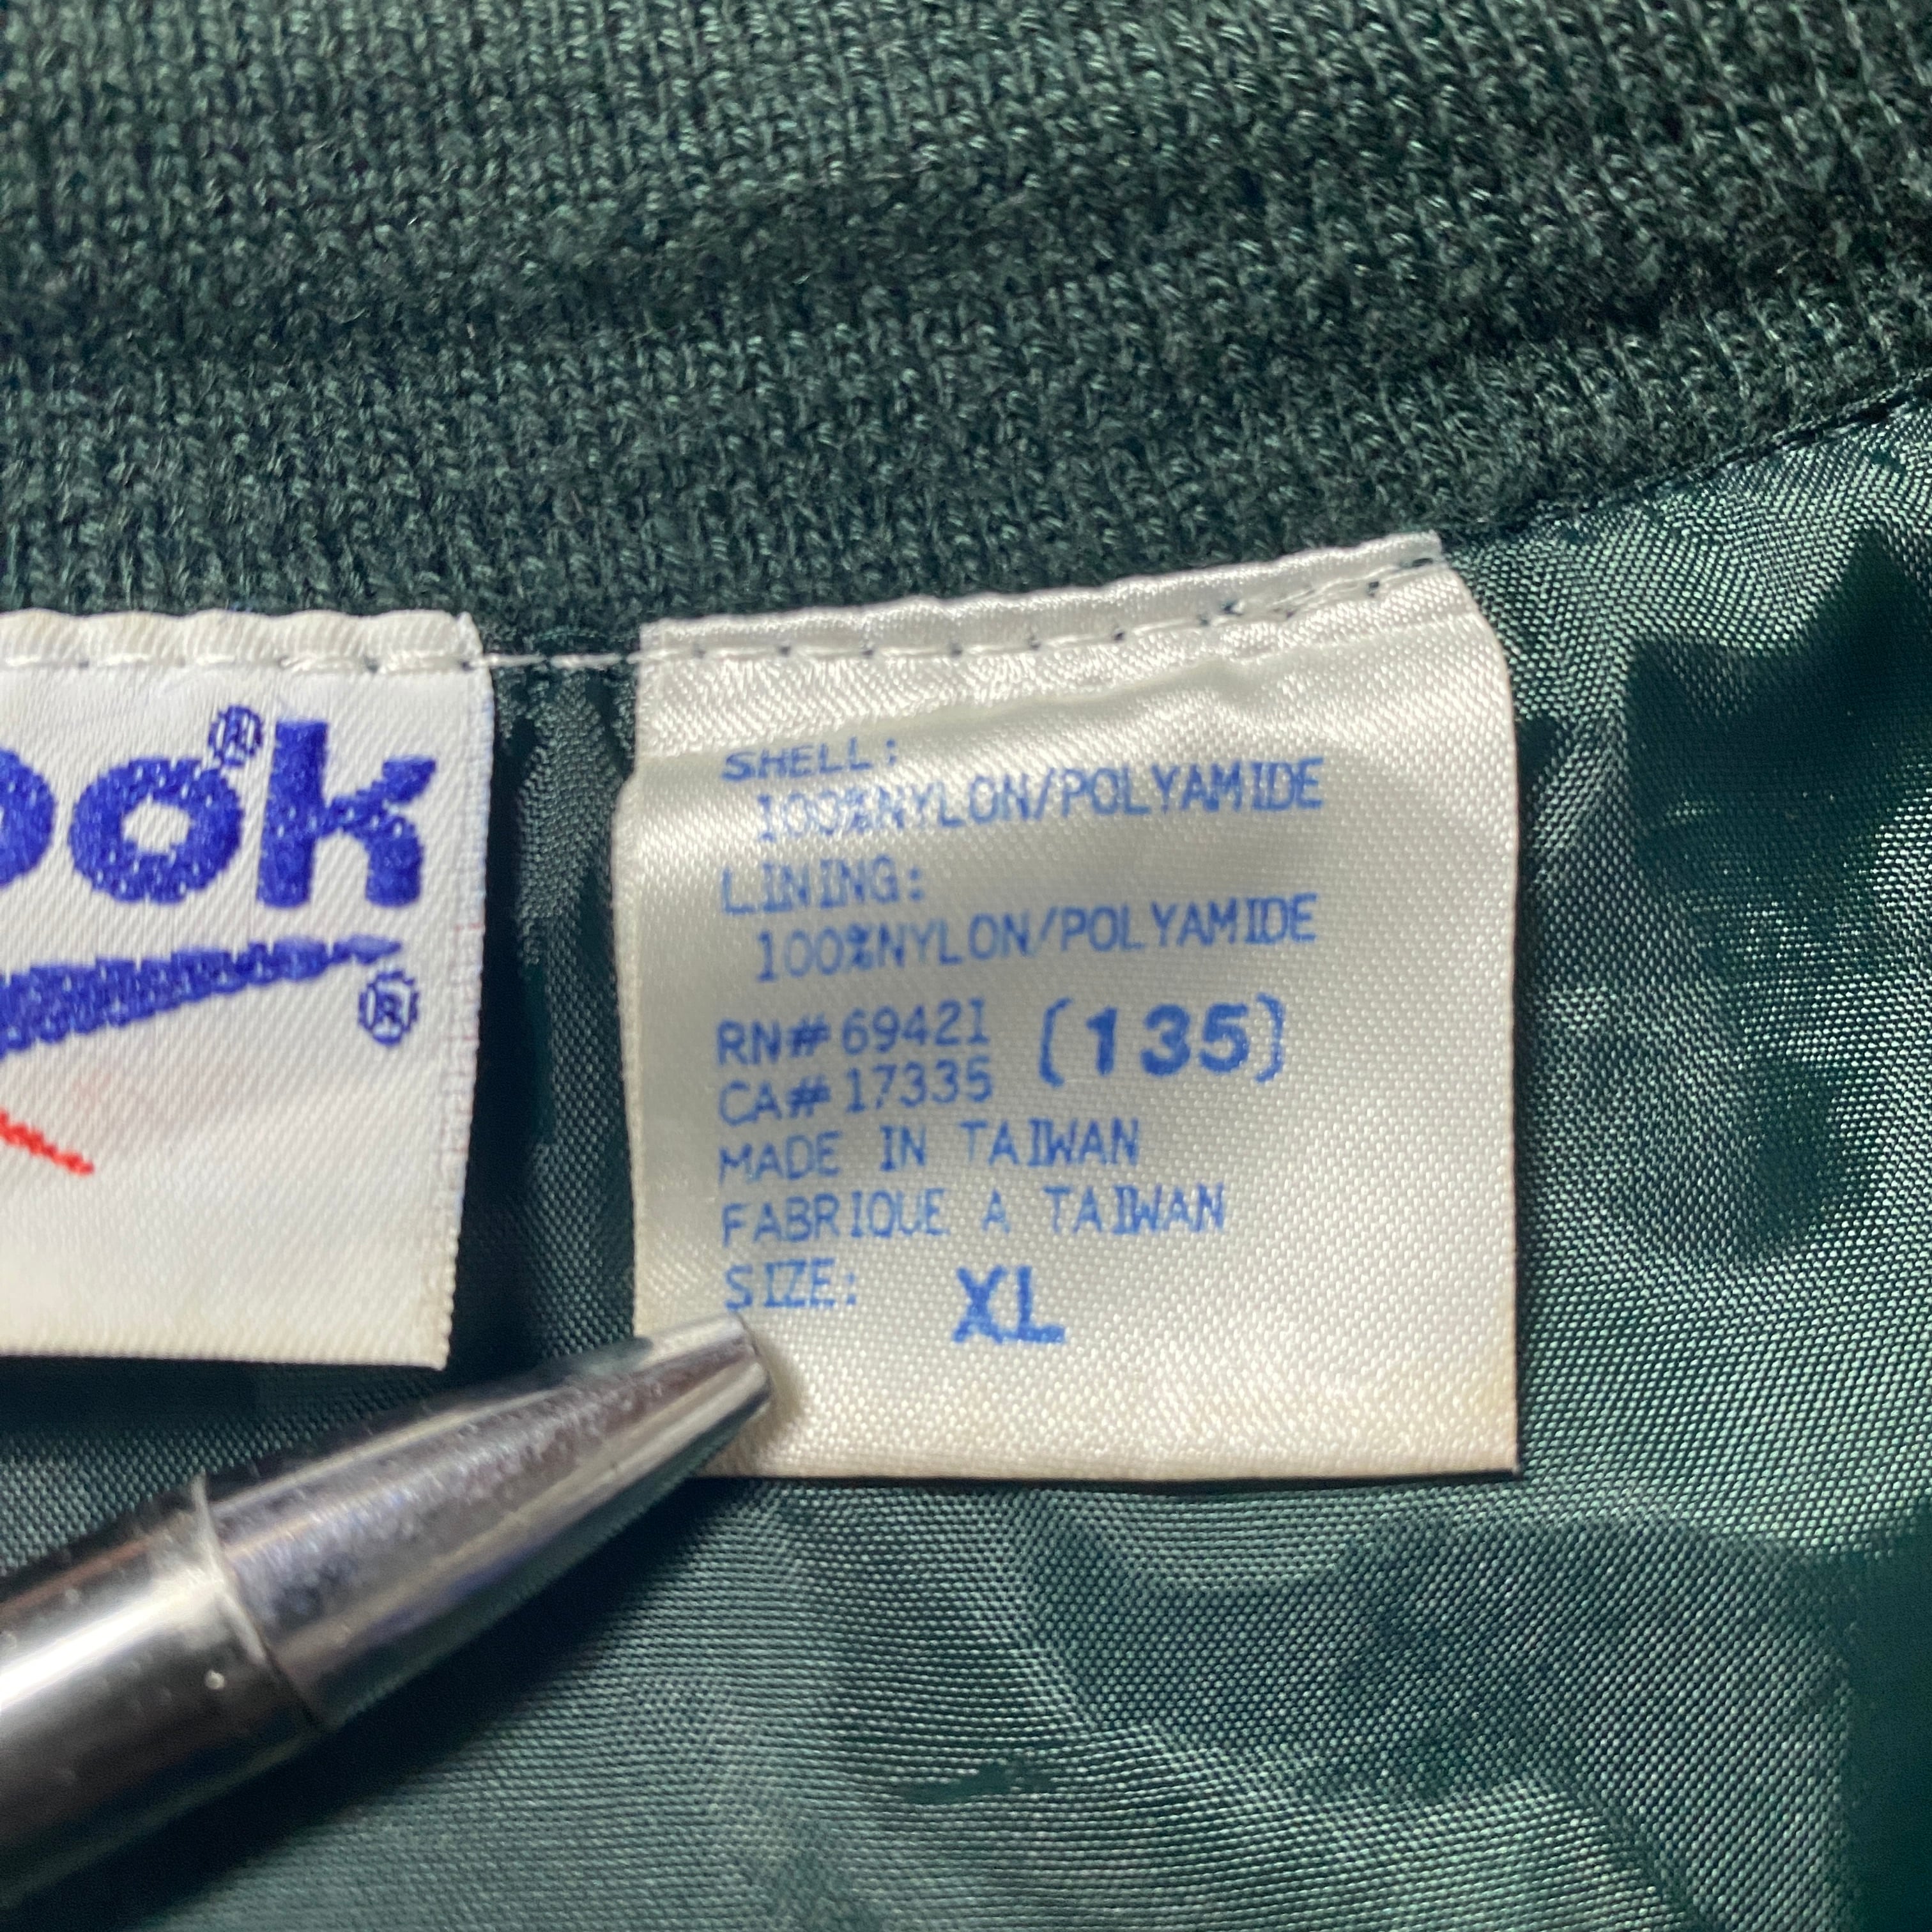 ook®
®
SHELL:
100%NYLON/POLYAMIDE
LINING:
100%NYLON/POLYAMIDE
RN# 69421 (135)
CA# 17335
MADE IN TAIWAN
FABRIQUE A TAIWAN
SIZE: XL